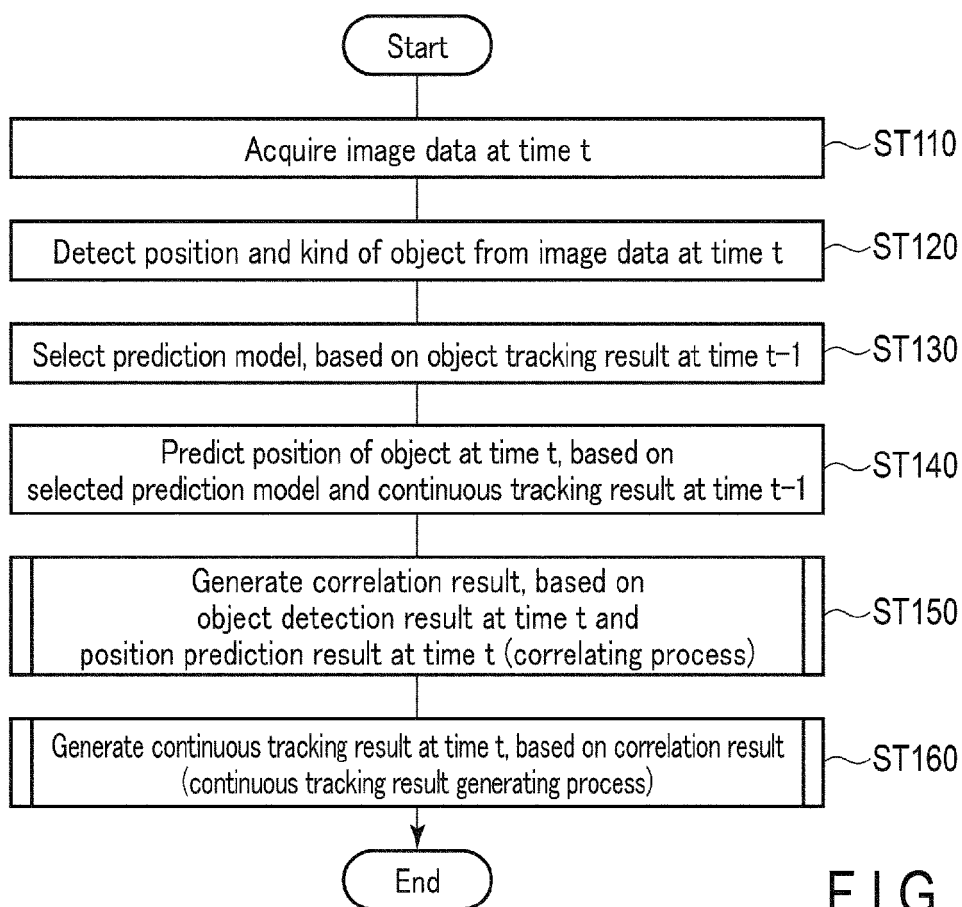 Start
Acquire image data at time t
ST110
Detect position and kind of object from image data at time t
ST120
Select prediction model, based on object tracking result at time t-1
ST130
Predict position of object at time t, based on
selected prediction model and continuous tracking result at time t-1
ST140
Generate correlation result, based on
object detection result at time t and
position prediction result at time t (correlating process)
ST150
Generate continuous tracking result at time t, based on correlation result
(continuous tracking result generating process)
ST160
End
FIG